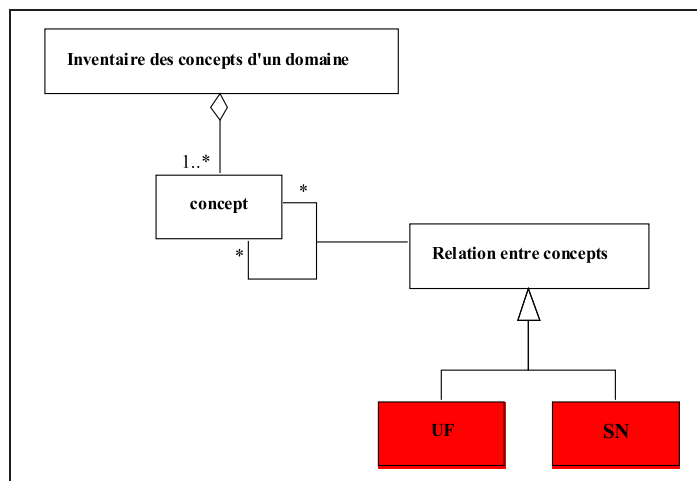 Inventaire des concepts d'un domaine
1..*
concept
*
*
Relation entre concepts
UF
SN